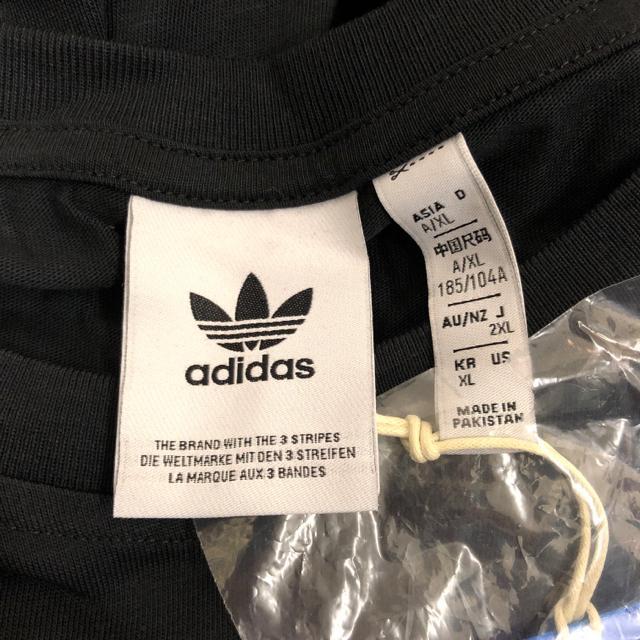 adidas
THE BRAND WITH THE 3 STRIPES
DIE WELTMARKE MIT DEN 3 STREIFEN
LA MARQUE AUX 3 BANDES
ASIA D
A/XL
中国尺码
A/XL
185/104A
AU/NZ J
2XL
KR US
XL
MADE IN
PAKISTAN